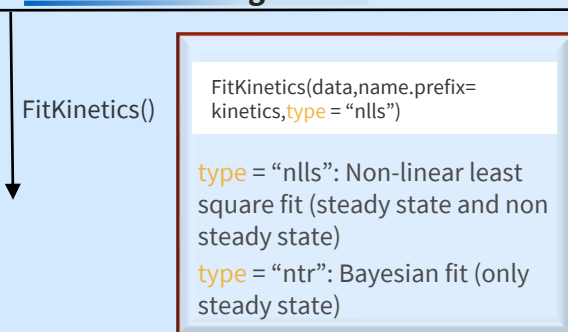 FitKinetics()
FitKinetics(data,name.prefix=
kinetics,type = “nlls”)
type = “nlls”: Non-linear least
square fit (steady state and non
steady state)
type = “ntr”: Bayesian fit (only
steady state)